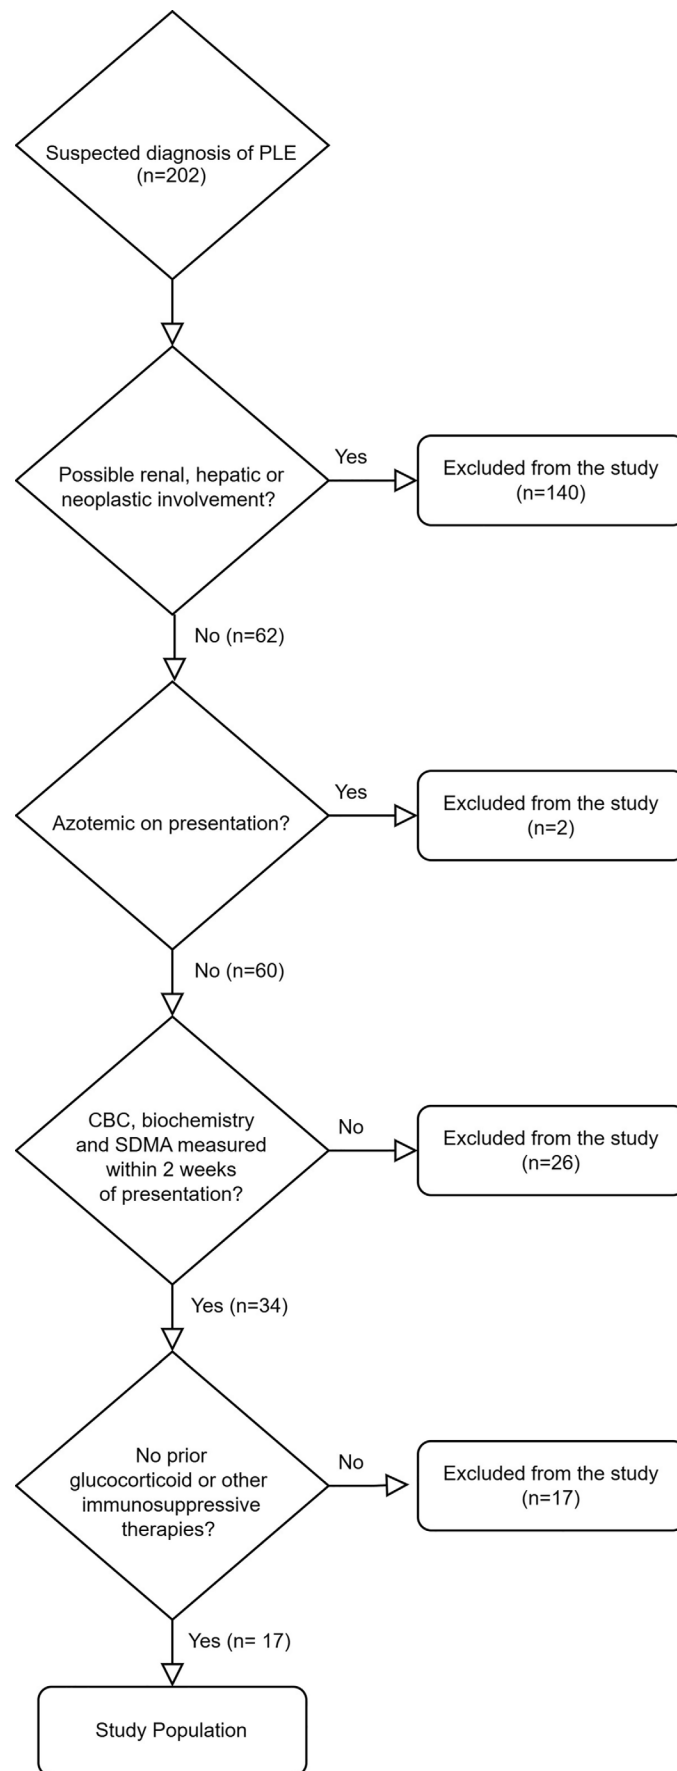 Suspected diagnosis of PLE
(n=202)
Possible renal, hepatic or
neoplastic involvement?
Yes
Excluded from the study
(n=140)
No (n=62)
Azotemic on presentation?
Yes
Excluded from the study
(n=2)
No (n=60)
CBC, biochemistry
and SDMA measured
within 2 weeks
of presentation?
No
Excluded from the study
(n=26)
Yes (n=34)
No prior
glucocorticoid or other
immunosuppressive
therapies?
No
Excluded from the study
(n=17)
Yes (n= 17)
Study Population